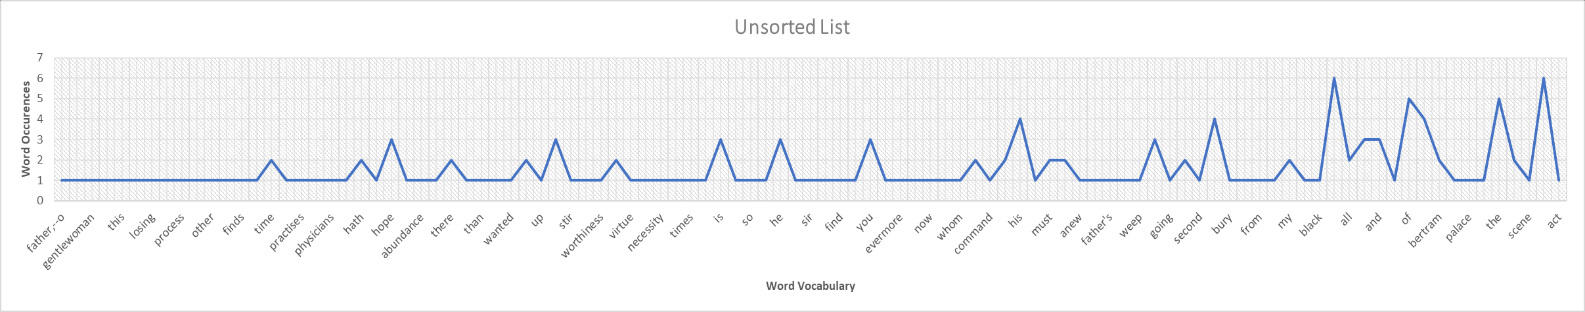 Unsorted List
7
6
5
4
3
2
1
0
Word Occurences
father,--o gentlewoman this losing process other finds time practises physicians hath hope abundance there than wanted up stir worthiness virtue necessity times is so he sir find you evermore now whom command his must anew father's weep going second bury from my black all and of bertram palace the scene act
Word Vocabulary